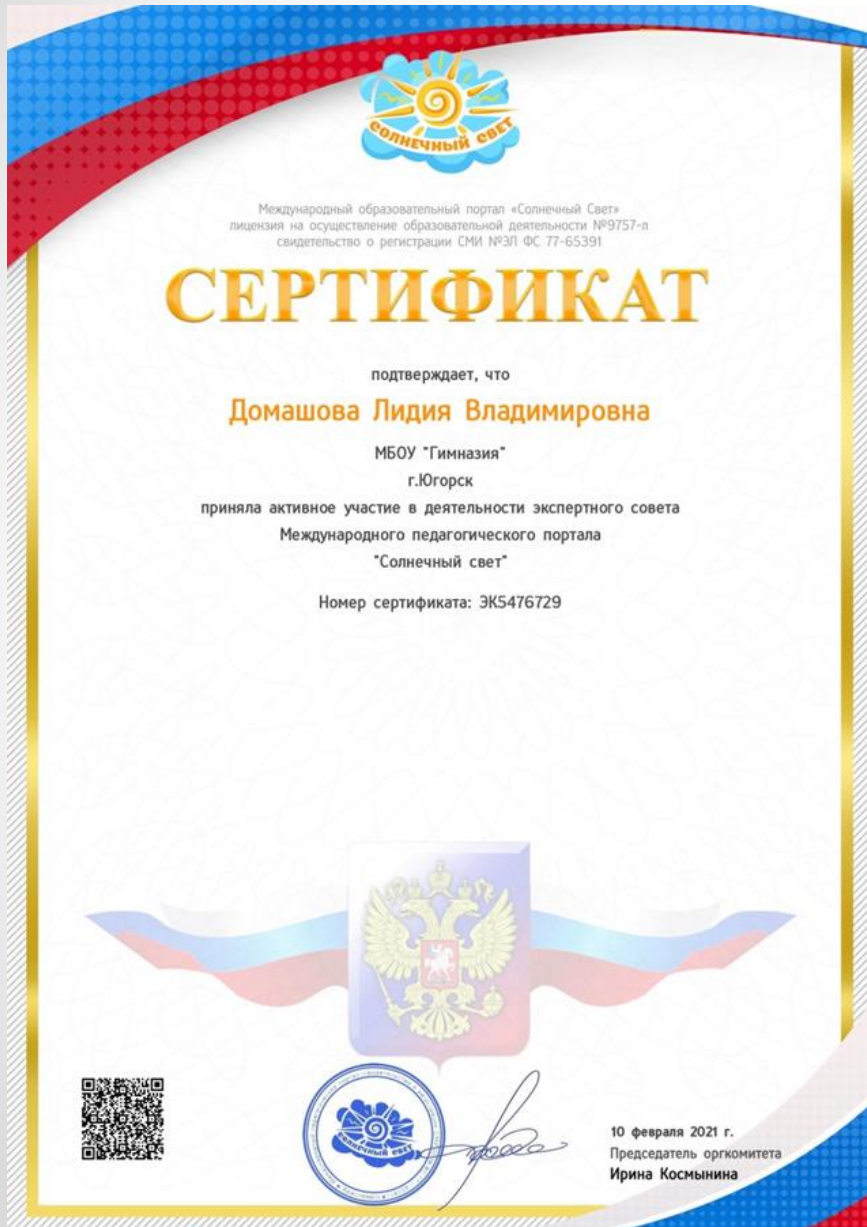 СОЛНЕЧНЫЙ СВЕТ
Международный образовательный портал «Солнечный Свет»
лицензия на осуществление образовательной деятельности №9757-л
свидетельство о регистрации СМИ №ЭЛ ФС 77-65391
СЕРТИФИКАТ
подтверждает, что
Домашова Лидия Владимировна
МБОУ "Гимназия"
г.Югорск
приняла активное участие в деятельности экспертного совета
Международного педагогического портала
"Солнечный свет"
Номер сертификата: ЭК5476729
СОЛНЕЧНЫЙ СВЕТ
10 февраля 2021 г.
Председатель оргкомитета
Ирина Космынина